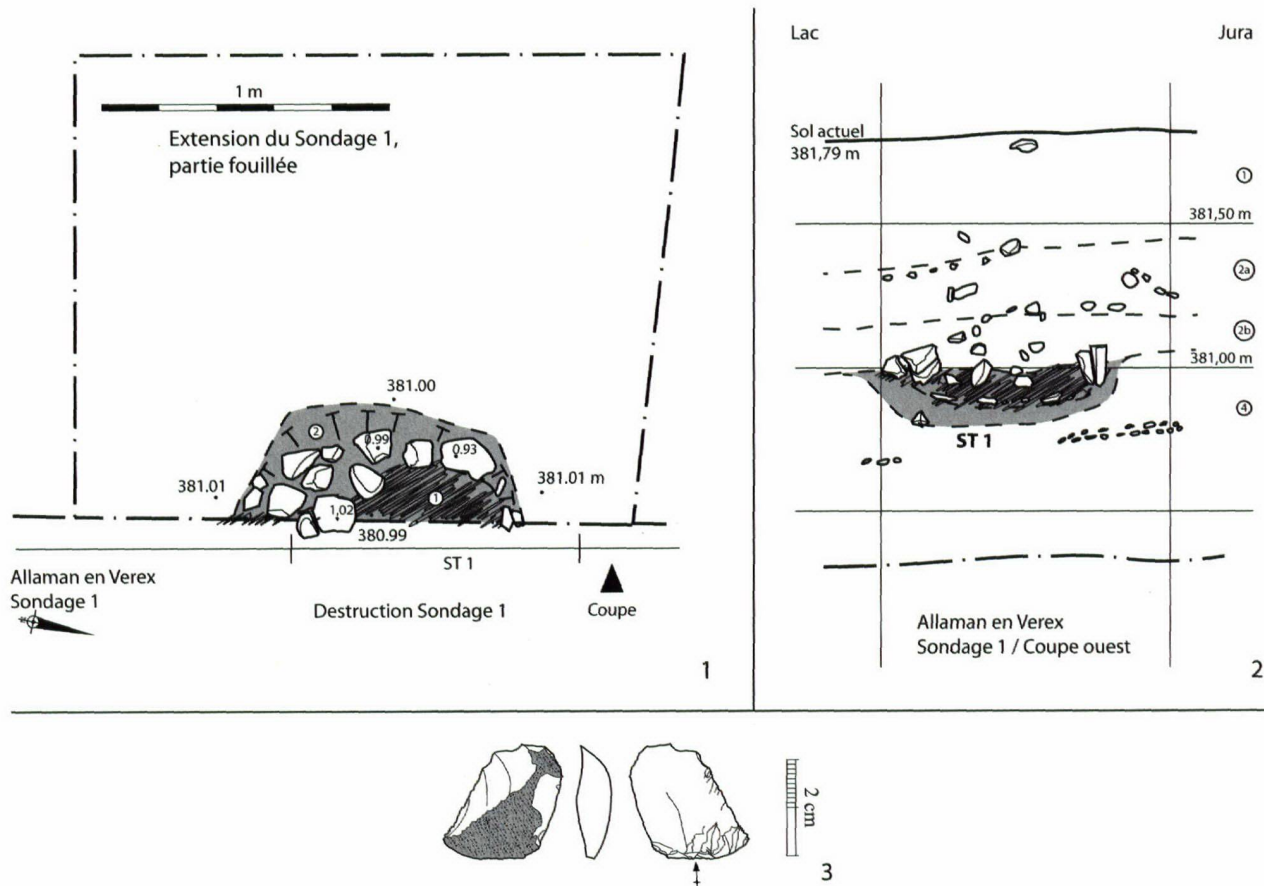 1 m
Extension du Sondage 1,
partie fouillée
381.00
2
0.99
0.93
381.01
381.01 m
1
1,02
380.99
ST 1
Allaman en Verex
Sondage 1
Destruction Sondage 1
Coupe
1
Lac
Jura
Sol actuel
381,79 m
1
381,50 m
2a
2b
381,00 m
4
ST 1
Allaman en Verex
Sondage 1 / Coupe ouest
2
2 cm
3